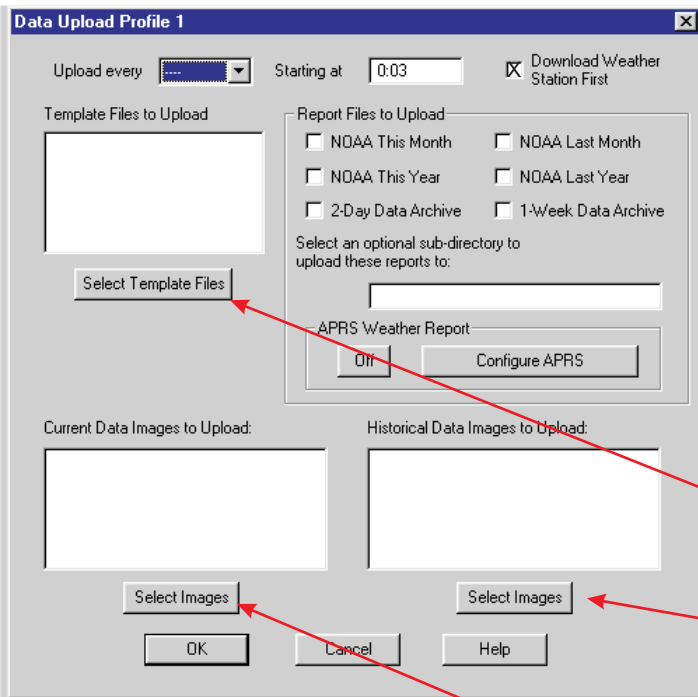 Data Upload Profile 1
Upload every ---- Starting at 0:03 Download Weather
Station First
Template Files to Upload
Select Template Files
Report Files to Upload
NOAA This Month NOAA Last Month
NOAA This Year NOAA Last Year
2-Day Data Archive 1-Week Data Archive
Select an optional sub-directory to
upload these reports to:
APRS Weather Report
Off Configure APRS
Current Data Images to Upload: Historical Data Images to Upload:
Select Images Select Images
OK Cancel Help